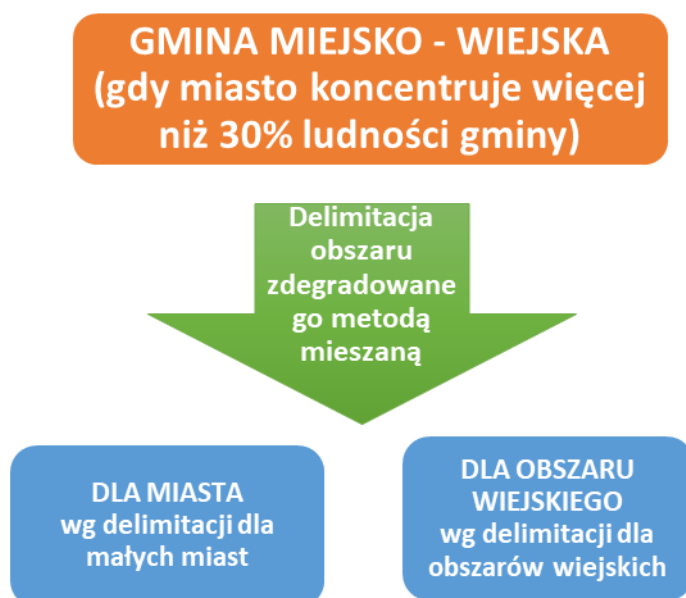 GMINA MIEJSKO - WIEJSKA
(gdy miasto koncentruje więcej
niż 30% ludności gminy)
Delimitacja
obszaru
zdegradowane
go metodą
mieszaną
DLA MIASTA
wg delimitacji dla
małych miast
DLA OBSZARU
WIEJSKIEGO
wg delimitacji dla
obszarów wiejskich